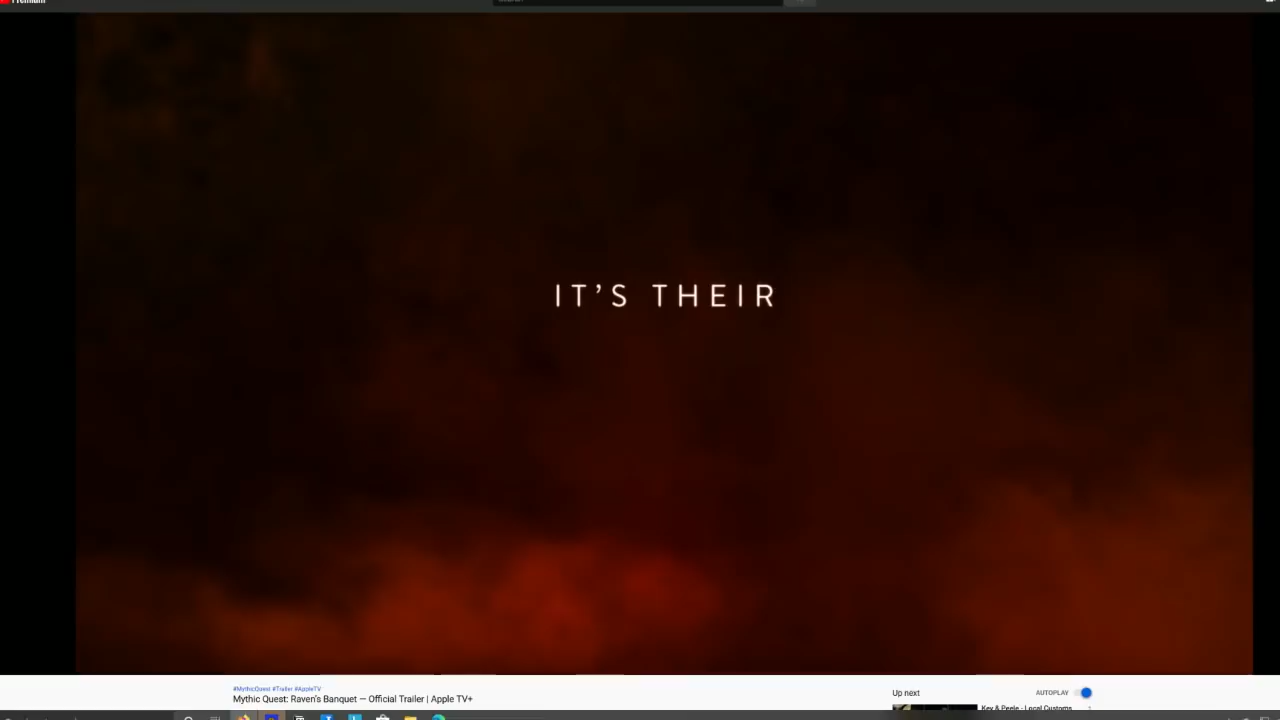 Premium
IT’S THEIR
#MythicQuest #Trailer #AppleTV
Mythic Quest: Raven's Banquet — Official Trailer | Apple TV+
Up next
AUTOPLAY
Key & Peele - Local Customs